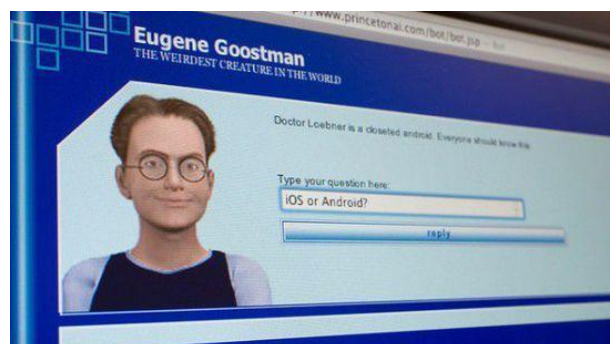 www.princetonai.com/bot/bot.jsp
Eugene Goostman
THE WEIRDEST CREATURE IN THE WORLD
Doctor Loebner is a closeted android. Everyone should know this
Type your question here:
iOS or Android?
reply